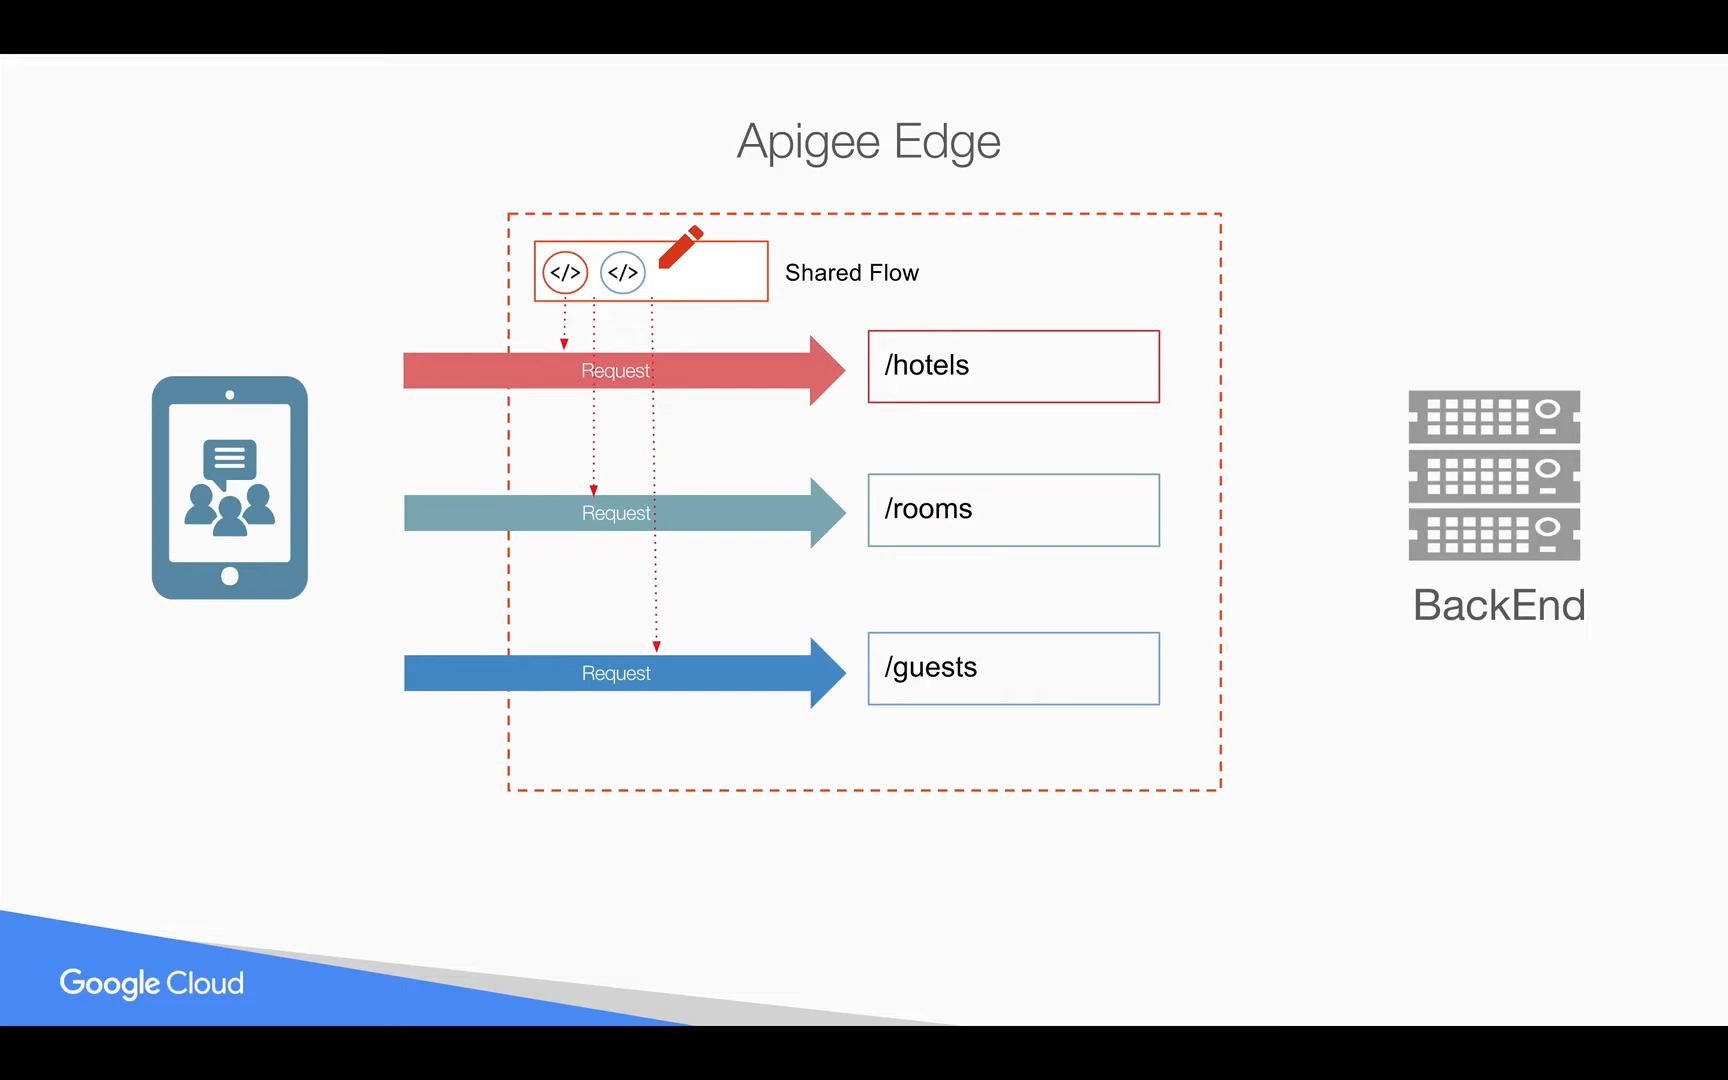 Apigee Edge
</> </>
Shared Flow
Request
/hotels
Request
/rooms
Request
/guests
BackEnd
Google Cloud